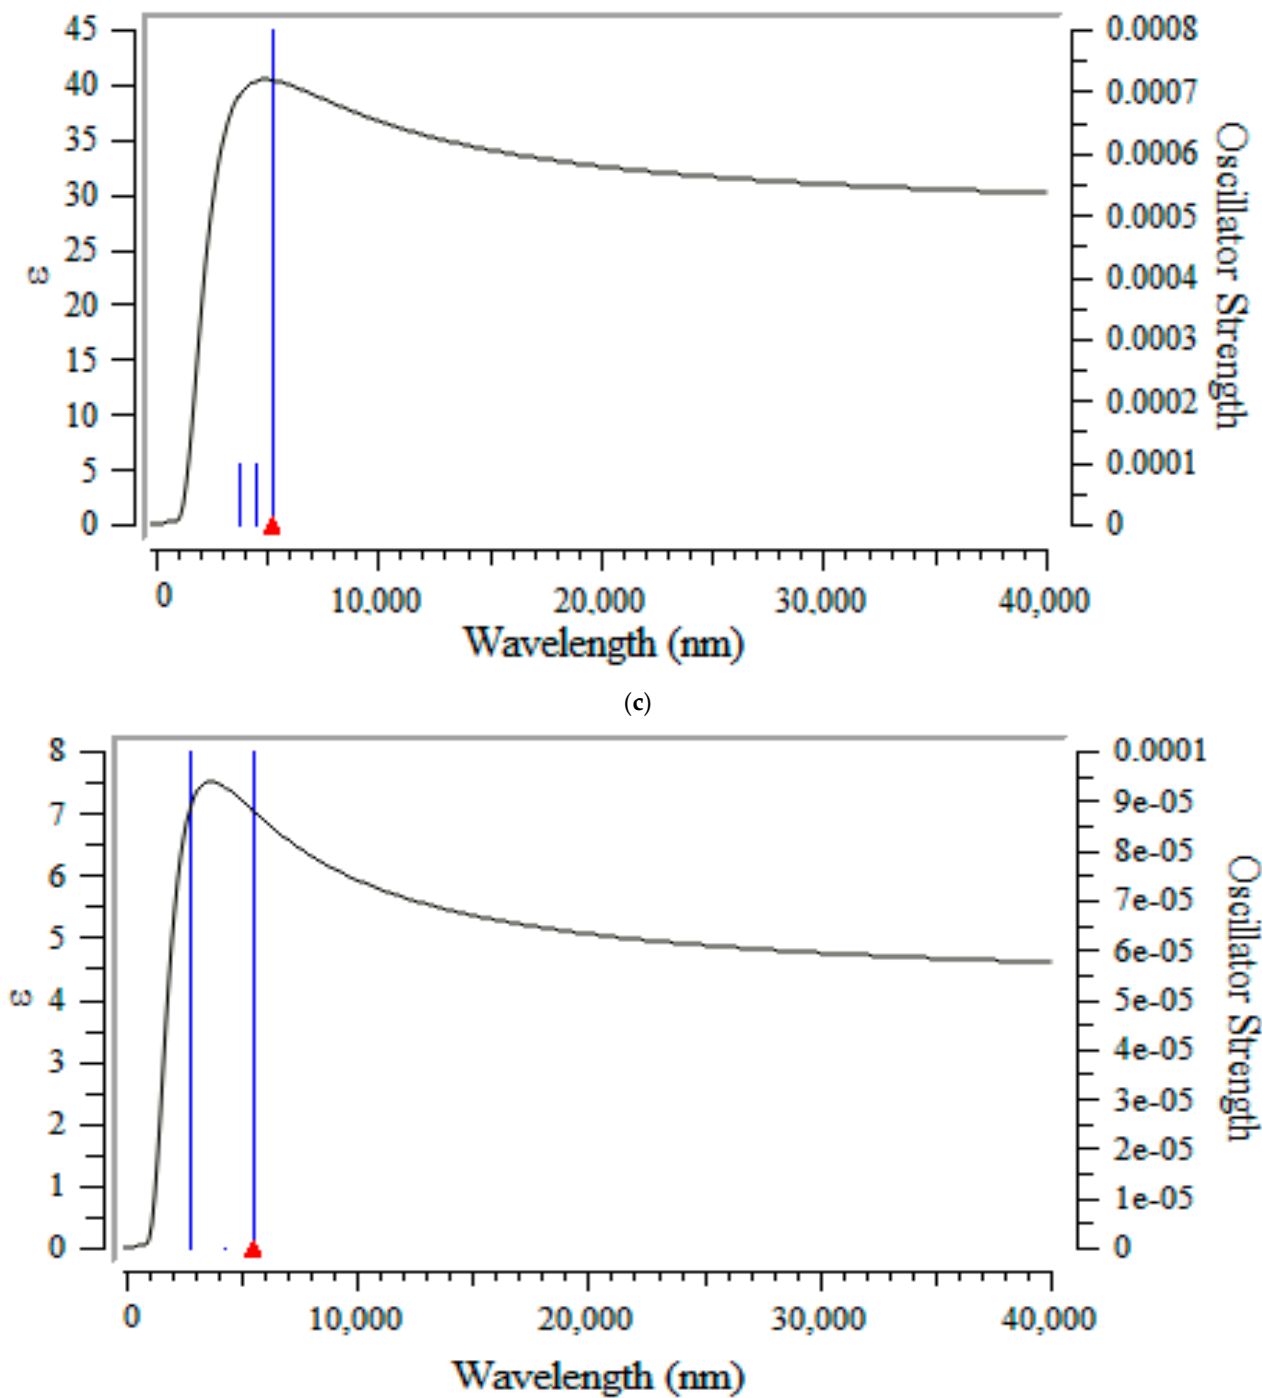 45
40
35
30
25
20
15
10
5
0
ε
0.0008
0.0007
0.0006
0.0005
0.0004
0.0003
0.0002
0.0001
0
Oscillator Strength
0 10,000 20,000 30,000 40,000
Wavelength (nm)
(c)
8
7
6
5
4
3
2
1
0
ε
0.0001
9e-05
8e-05
7e-05
6e-05
5e-05
4e-05
3e-05
2e-05
1e-05
0
Oscillator Strength
0 10,000 20,000 30,000 40,000
Wavelength (nm)